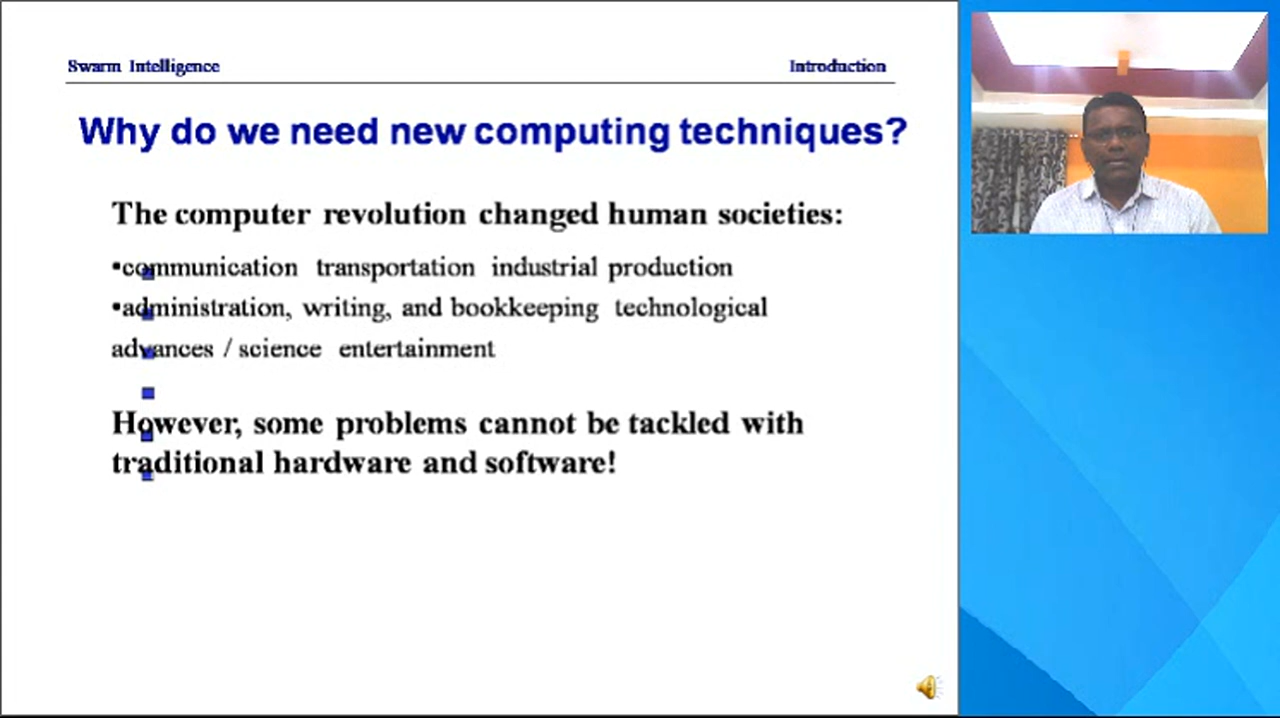 Swarm Intelligence Introduction
Why do we need new computing techniques?
The computer revolution changed human societies:
•communication transportation industrial production
•administration, writing, and bookkeeping technological
advances / science entertainment
However, some problems cannot be tackled with
traditional hardware and software!